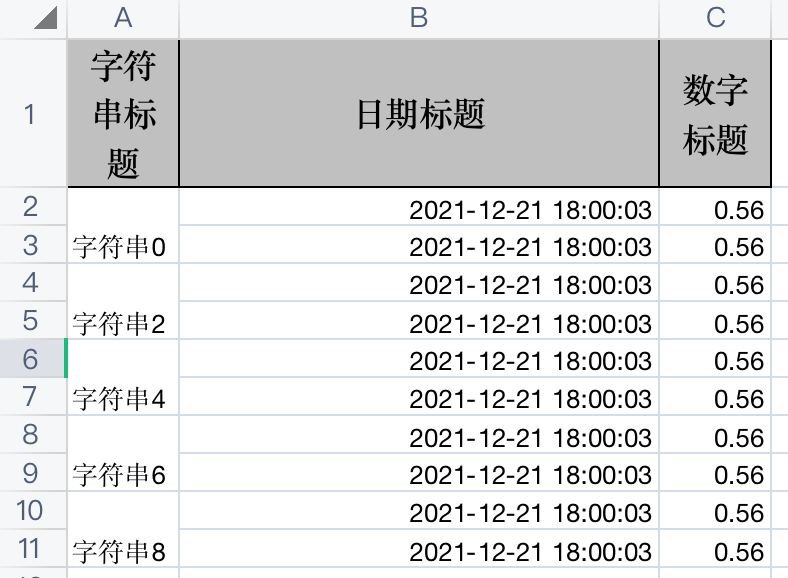 A B C
1 字符串标题 日期标题 数字标题
2 2021-12-21 18:00:03 0.56
3 字符串0 2021-12-21 18:00:03 0.56
4 2021-12-21 18:00:03 0.56
5 字符串2 2021-12-21 18:00:03 0.56
6 2021-12-21 18:00:03 0.56
7 字符串4 2021-12-21 18:00:03 0.56
8 2021-12-21 18:00:03 0.56
9 字符串6 2021-12-21 18:00:03 0.56
10 2021-12-21 18:00:03 0.56
11 字符串8 2021-12-21 18:00:03 0.56